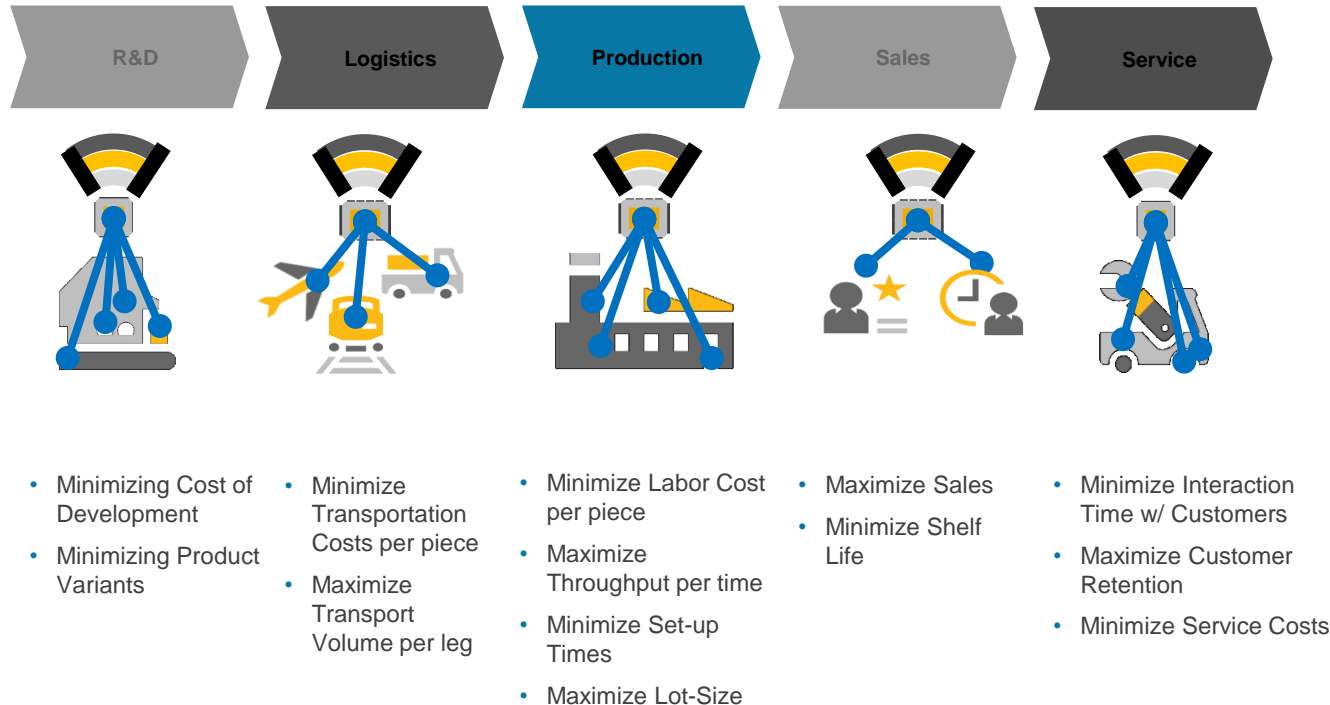 R&D
Logistics
Production
Sales
Service
• Minimizing Cost of
Development
• Minimizing Product
Variants
• Minimize
Transportation
Costs per piece
• Maximize
Transport
Volume per leg
• Minimize Labor Cost
per piece
• Maximize
Throughput per time
• Minimize Set-up
Times
• Maximize Lot-Size
• Maximize Sales
• Minimize Shelf
Life
• Minimize Interaction
Time w/ Customers
• Maximize Customer
Retention
• Minimize Service Costs